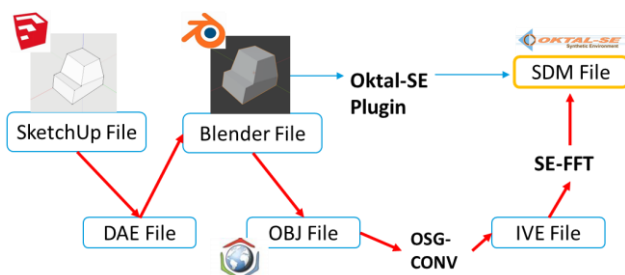 OKTAL-SE
Synthetic Environment
Oktal-SE
Plugin
SDM File
SketchUp File
Blender File
SE-FFT
DAE File
OBJ File
OSG-
CONV
IVE File